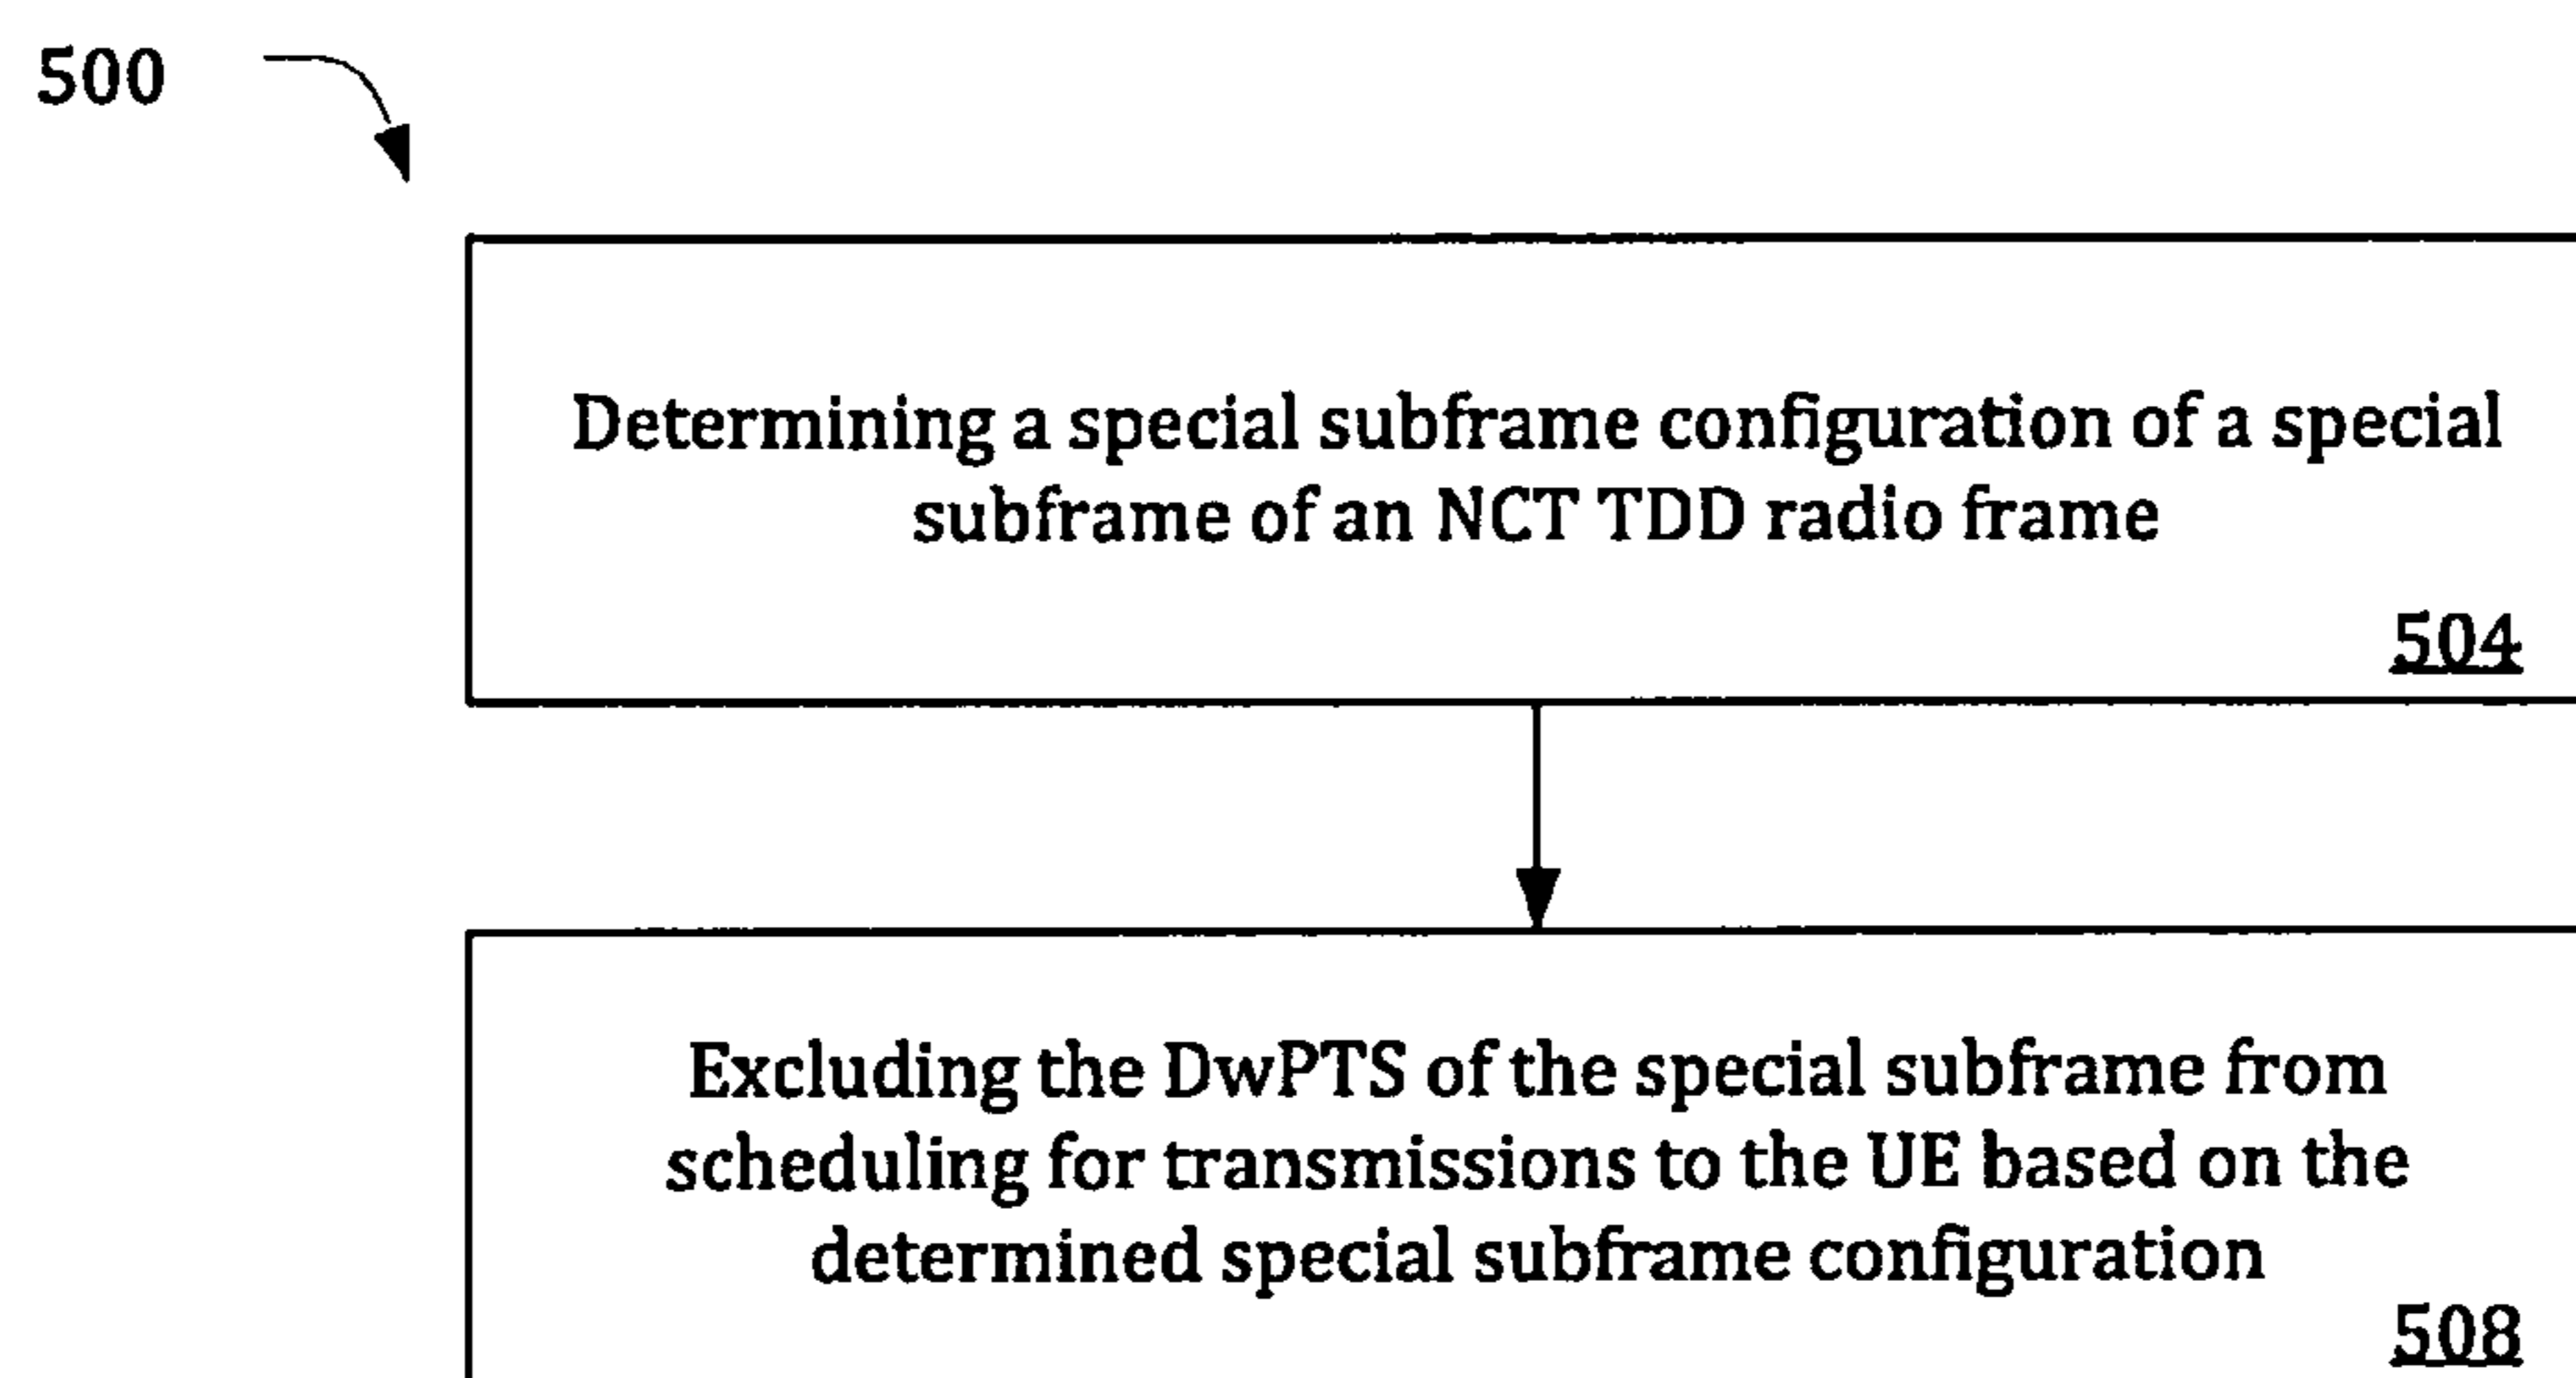 500
Determining a special subframe configuration of a special
subframe of an NCT TDD radio frame
504
Excluding the DwPTS of the special subframe from
scheduling for transmissions to the UE based on the
determined special subframe configuration
508